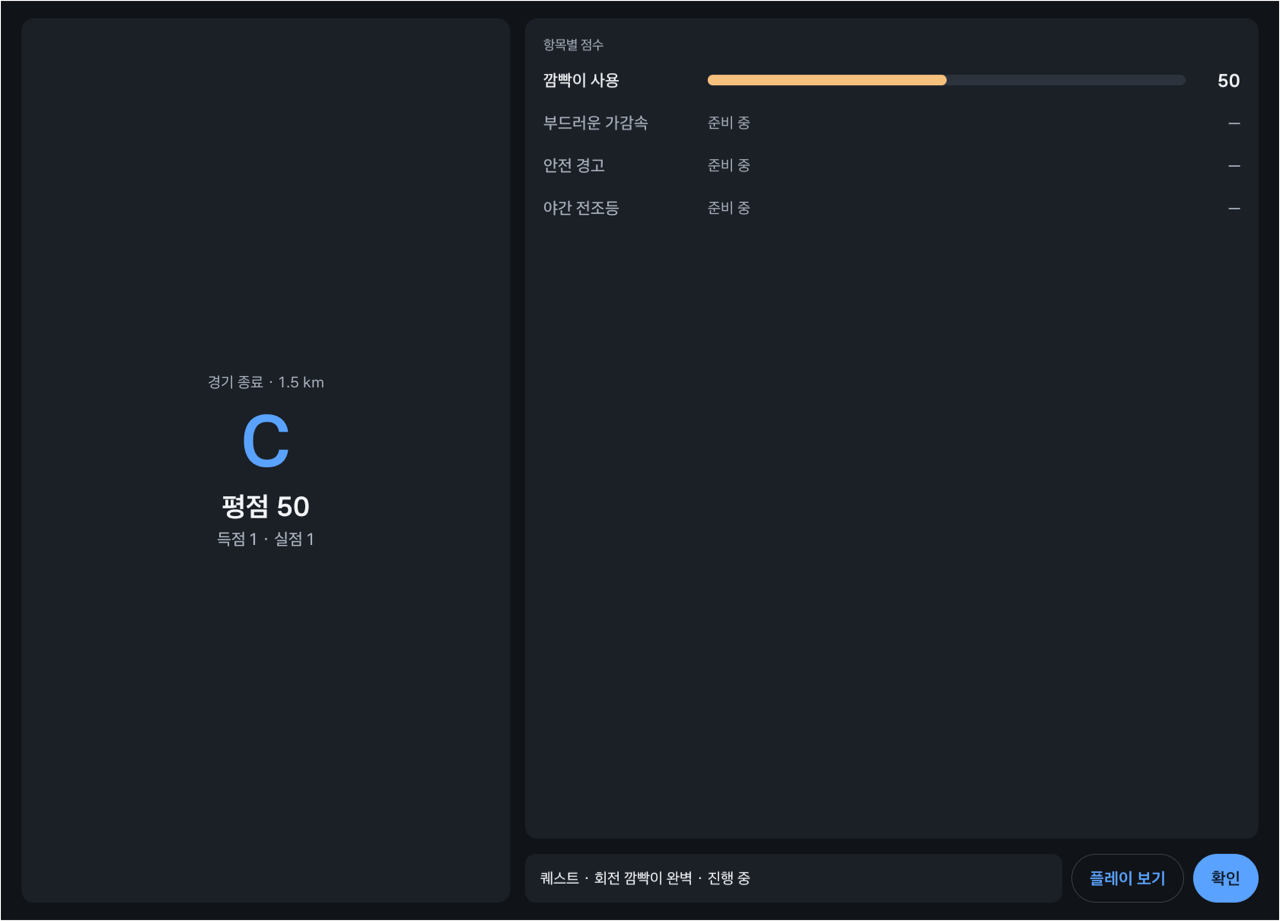 경기 종료 · 1.5 km
C
평점 50
득점 1 · 실점 1
항목별 점수
깜빡이 사용 50
부드러운 가감속 준비 중 —
안전 경고 준비 중 —
야간 전조등 준비 중 —
퀘스트 · 회전 깜빡이 완벽 · 진행 중
플레이 보기
확인